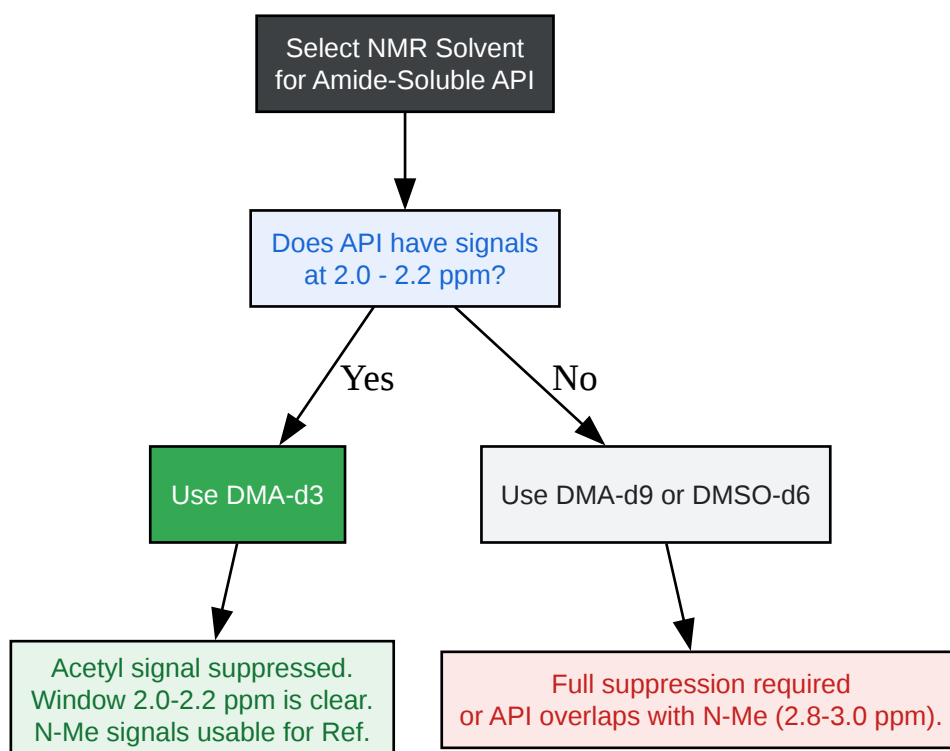 Select NMR Solvent
for Amide-Soluble API
Does API have signals
at 2.0 - 2.2 ppm?
Yes
No
Use DMA-d3
Use DMA-d9 or DMSO-d6
Acetyl signal suppressed.
Window 2.0-2.2 ppm is clear.
N-Me signals usable for Ref.
Full suppression required
or API overlaps with N-Me (2.8-3.0 ppm).